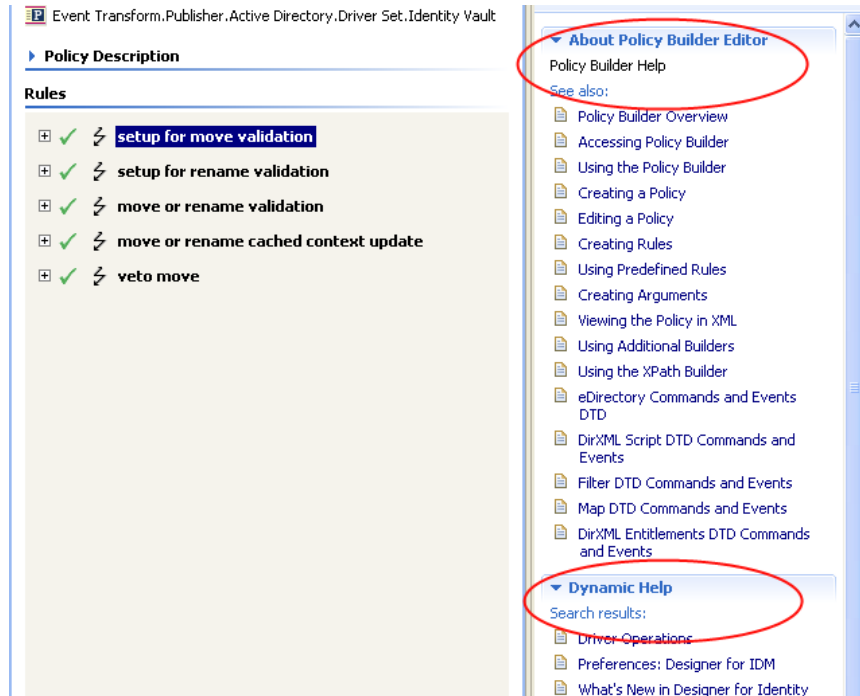 Event Transform.Publisher.Active Directory.Driver Set.Identity Vault
Policy Description
Rules
setup for move validation
setup for rename validation
move or rename validation
move or rename cached context update
veto move
About Policy Builder Editor
Policy Builder Help
See also:
Policy Builder Overview
Accessing Policy Builder
Using the Policy Builder
Creating a Policy
Editing a Policy
Creating Rules
Using Predefined Rules
Creating Arguments
Viewing the Policy in XML
Using Additional Builders
Using the XPath Builder
eDirectory Commands and Events
DTD
DirXML Script DTD Commands and
Events
Filter DTD Commands and Events
Map DTD Commands and Events
DirXML Entitlements DTD Commands
and Events
Dynamic Help
Search results:
Driver Operations
Preferences: Designer for IDM
What's New in Designer for Identity